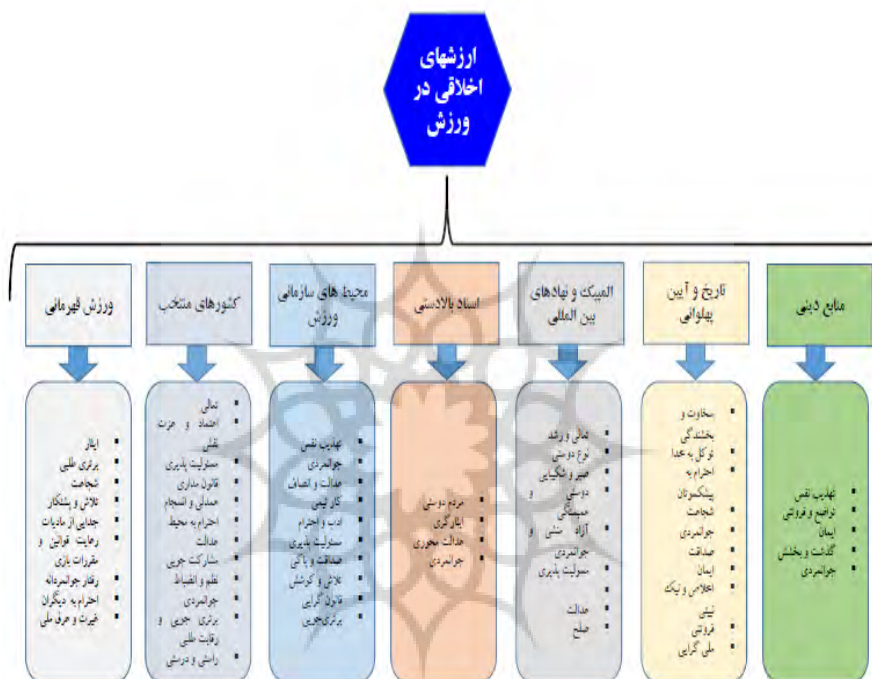 ارزشهای
اخلاقی در
ورزش
منابع دینی
تاریخ و آیین
پهلوانی
المپیک و نهادهای
بین المللی
اسناد بالادستی
محیط های سازمانی
ورزش
کشورهای منتخب
ورزش قهرمانی
تهذیب نفس
تواضع و فروتنی
ایمان
گذشت و بخشش
جوانمردی
سخاوت و
بخشندگی
توکل به خدا
احترام به
پیشکسوتان
شجاعت
جوانمردی
صداقت
ایمان
اخلاص و نیک
نیتی
فروتنی
ملی گرایی
تعالی و رشد
نوع دوستی
صبر و شکیبایی
دوستی و
همبستگی
آزاد منشی و
جوانمردی
مسولیت پذیری
عدالت
صلح
مردم دوستی
ایثارگری
عدالت محوری
جوانمردی
تهذیب نفس
جوانمردی
عدالت و انصاف
کار تیمی
ادب و احترام
مسئولیت پذیری
صداقت و پاکی
تلاش و کوشش
قانون گرایی
برتری‌جویی
تعالی
اعتماد و عزت
نفس
مسئولیت پذیری
قانون مداری
همدلی و انسجام
احترام به محیط
عدالت
مشارکت جویی
نظم و انضباط
جوانمردی
برتری جویی و
رقابت طلبی
راستی و درستی
ایثار
برتری طلبی
شجاعت
تلاش و پشتکار
جدایی از مادیات
رعایت قوانین و
مقررات بازی
رفتار جوانمردانه
احترام به دیگران
غیرت و عرق ملی